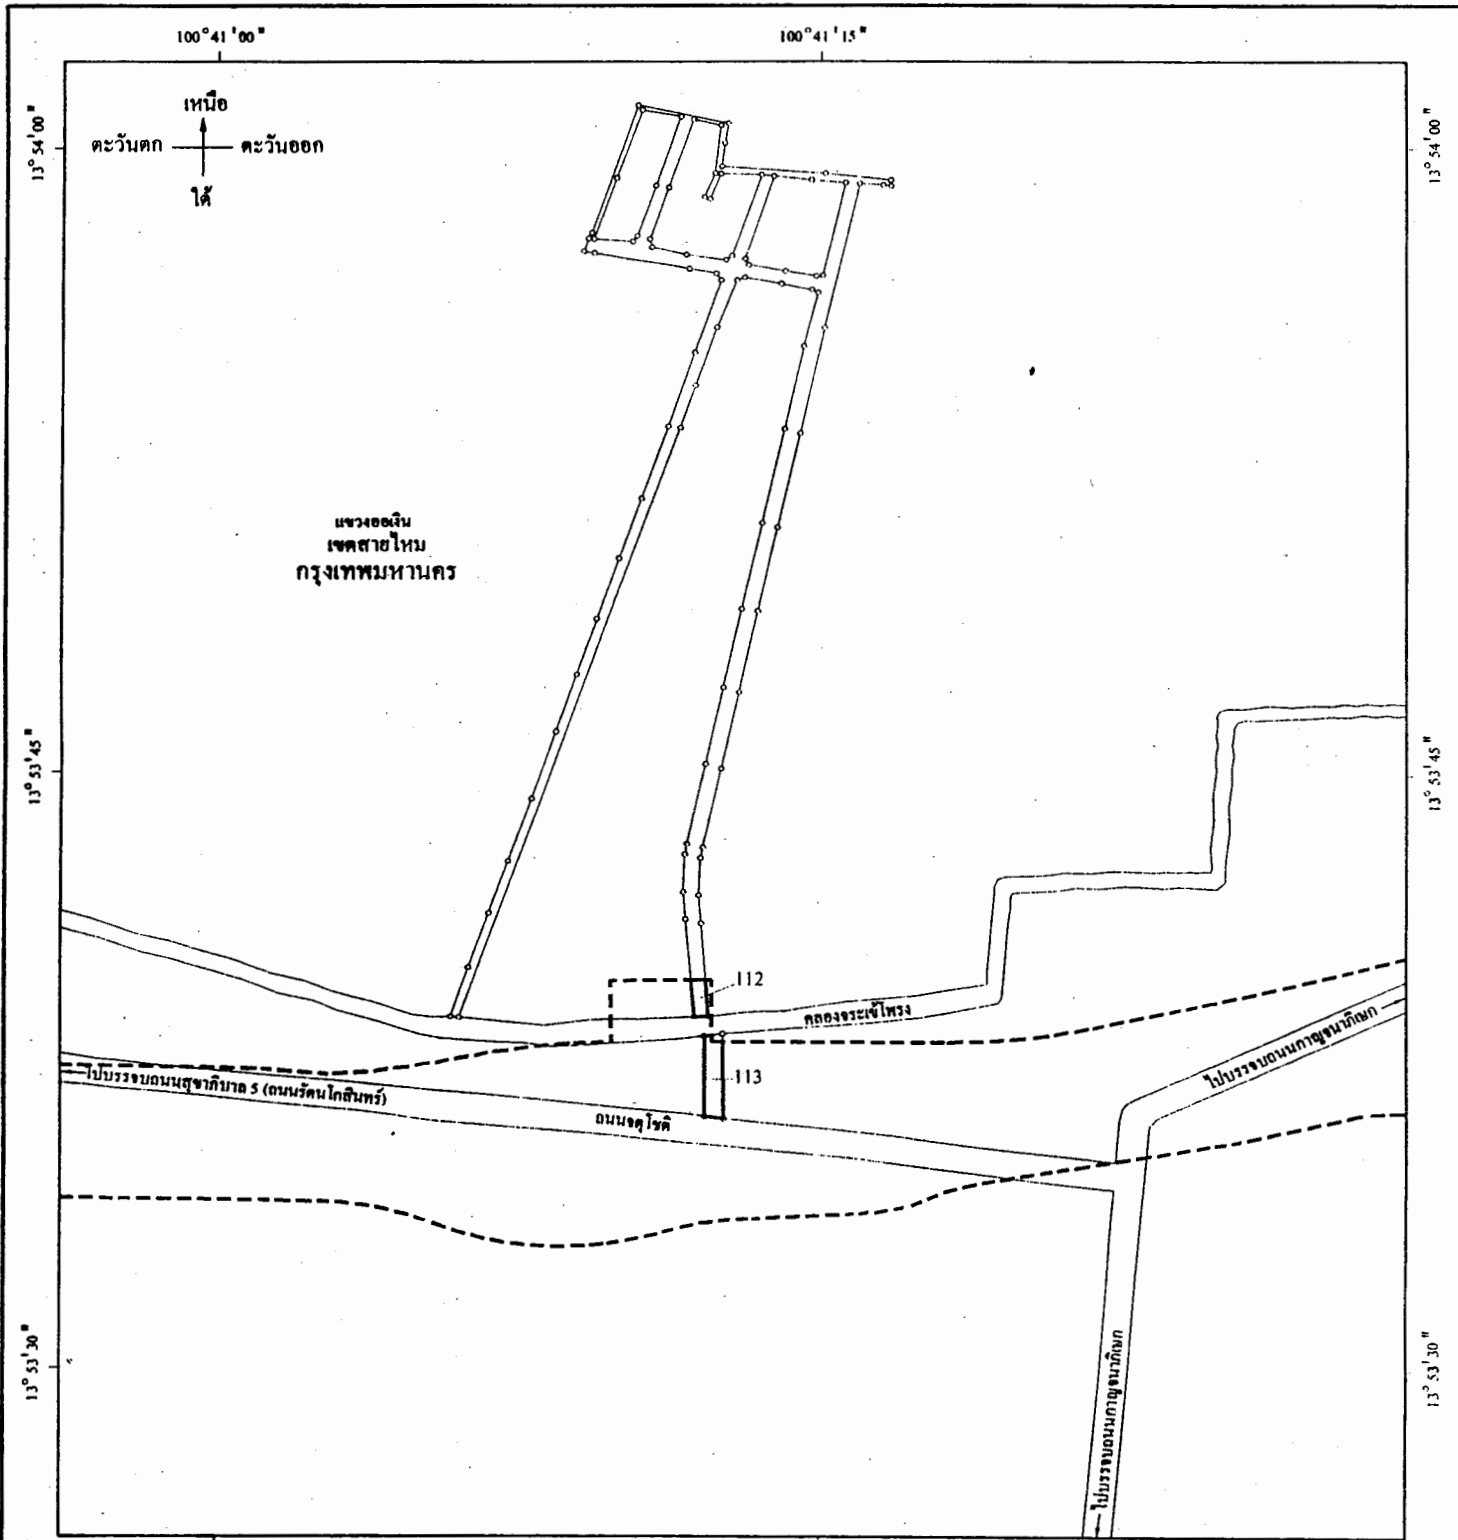 100°41'00" 100°41'15"
เหนือ
ตะวันตก ตะวันออก
ใต้
13°54'00"
13°54'00"
แขวงออเงิน
เขตสายไหม
กรุงเทพมหานคร
13°53'45"
13°53'45"
112
คลองจระเข้โพรง
ไปบรรจบถนนกาญจนาภิเษก
113
ไปบรรจบถนนสุขาภิบาล 5 (ถนนรัตนโกสินทร์)
ถนนจตุโชติ
13°53'30"
13°53'30"
ไปบรรจบถนนกาญจนาภิเษก